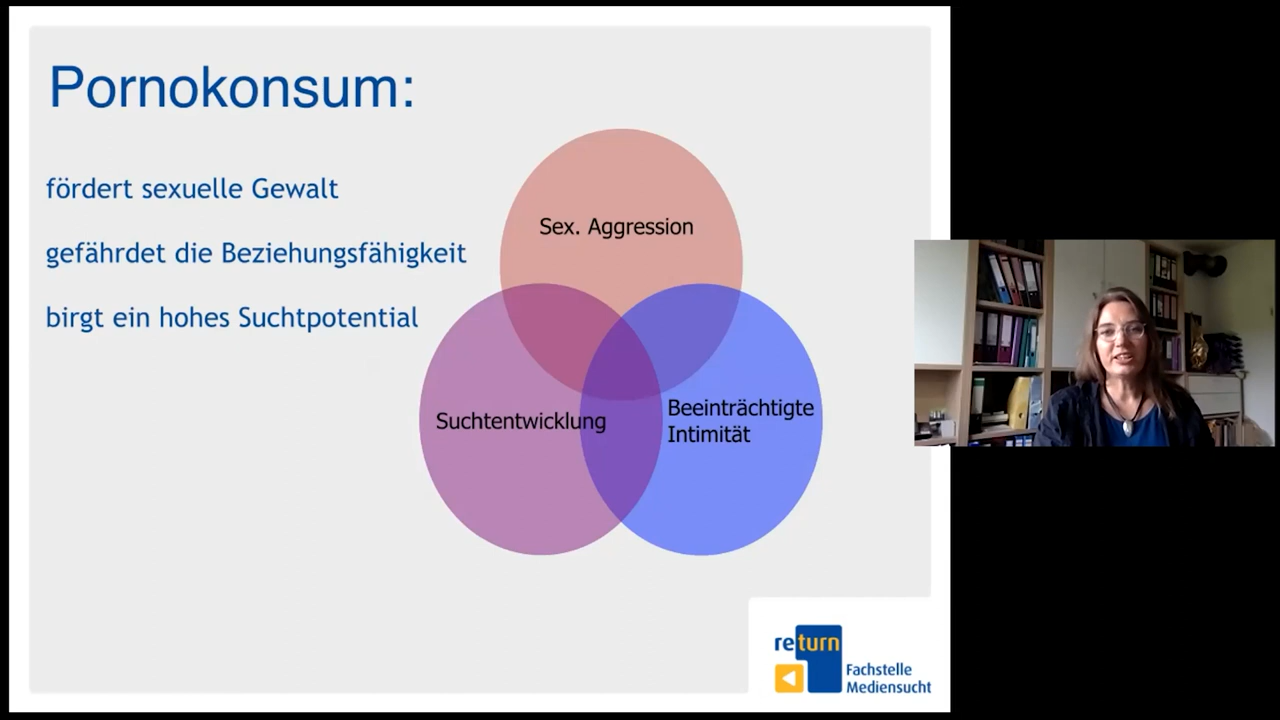 Pornokonsum:
fördert sexuelle Gewalt
gefährdet die Beziehungsfähigkeit
birgt ein hohes Suchtpotential
Sex. Aggression
Suchtentwicklung
Beeinträchtigte
Intimität
return
Fachstelle
Mediensucht